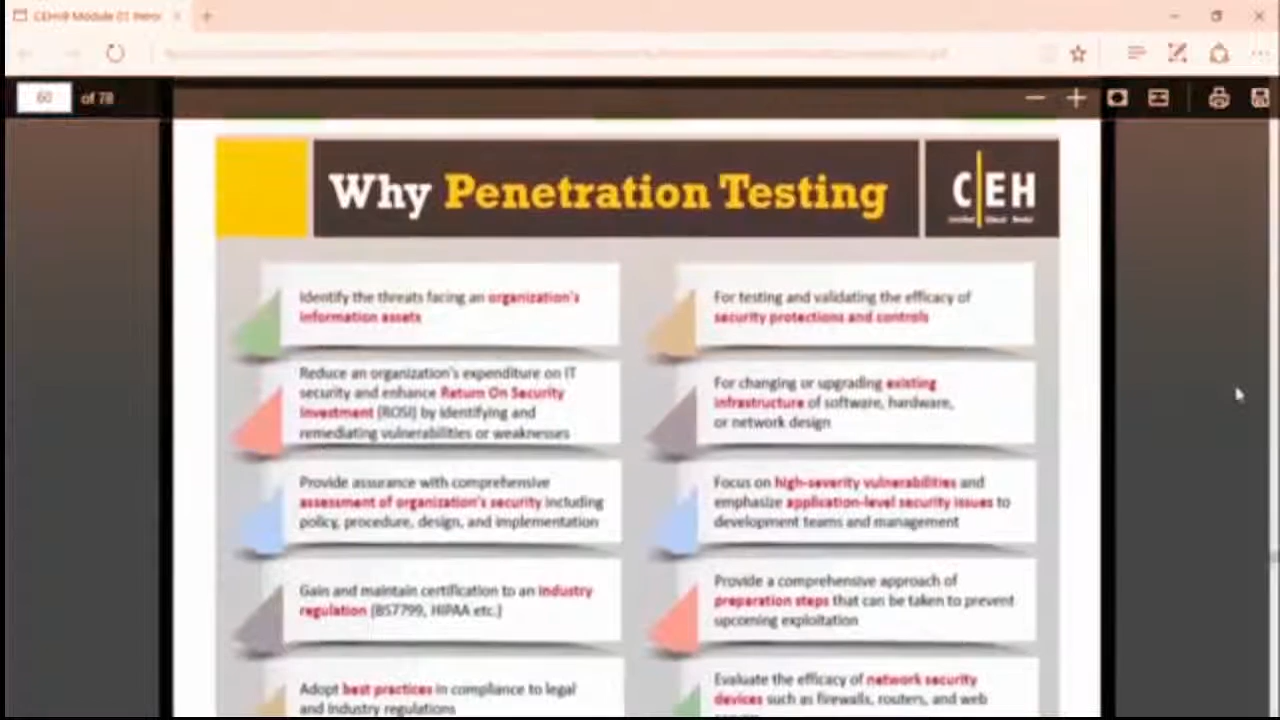 CEHv9 Module 01 Intro
60 of 78
Why Penetration Testing
C|EH
Identify the threats facing an organization's
information assets
Reduce an organization's expenditure on IT
security and enhance Return On Security
Investment (ROSI) by identifying and
remediating vulnerabilities or weaknesses
Provide assurance with comprehensive
assessment of organization's security including
policy, procedure, design, and implementation
Gain and maintain certification to an industry
regulation (BS7799, HIPAA etc.)
Adopt best practices in compliance to legal
and industry regulations
For testing and validating the efficacy of
security protections and controls
For changing or upgrading existing
infrastructure of software, hardware,
or network design
Focus on high-severity vulnerabilities and
emphasize application-level security issues to
development teams and management
Provide a comprehensive approach of
preparation steps that can be taken to prevent
upcoming exploitation
Evaluate the efficacy of network security
devices such as firewalls, routers, and web